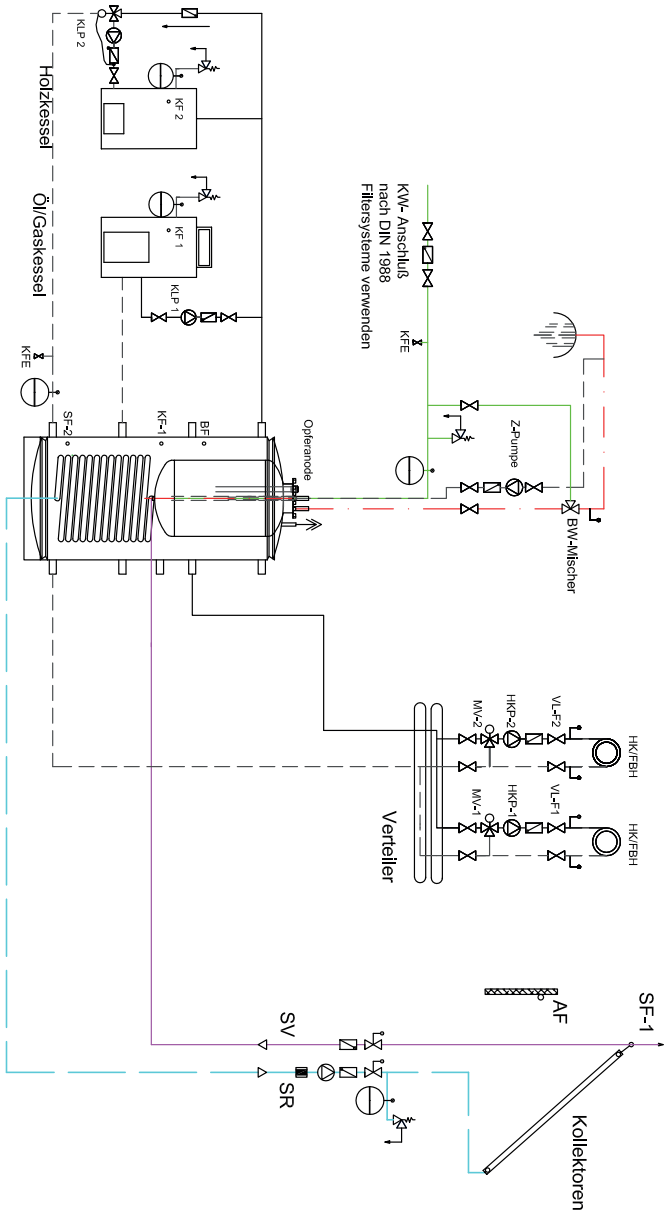 KLP 2
KF 2
Holzkessel
KF 1
Öl/Gaskessel
KLP 1
KFE
KW- Anschluß
nach DIN 1988
Filtersysteme verwenden
KFE
Z-Pumpe
BW-Mischer
Opferanode
BF
KF-1
SF-2
HK/FBH
VL-F2
HKP-2
MV-2
HK/FBH
VL-F1
HKP-1
MV-1
Verteiler
SF-1
AF
Kollektoren
SV
SR